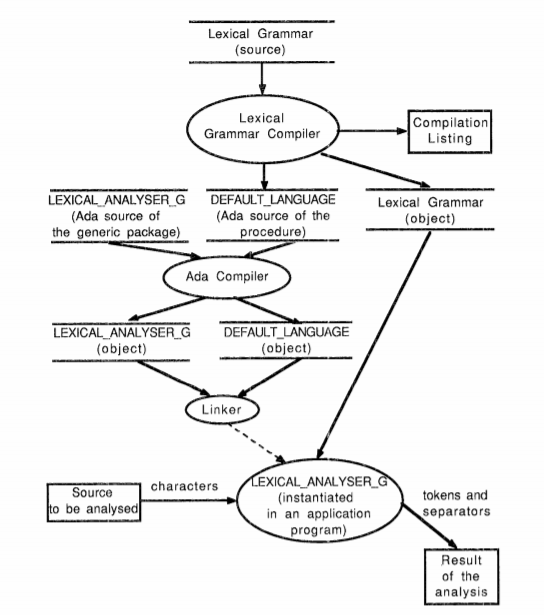 Lexical Grammar
(source)
Lexical
Grammar Compiler
Compilation
Listing
LEXICAL_ANALYSER_G
(Ada source of
the generic package)
DEFAULT_LANGUAGE
(Ada source of the
procedure)
Lexical Grammar
(object)
Ada Compiler
LEXICAL_ANALYSER_G
(object)
DEFAULT_LANGUAGE
(object)
Linker
Source
to be analysed
characters
LEXICAL_ANALYSER_G
(instantiated
in an application
program)
tokens and
separators
Result
of the
analysis